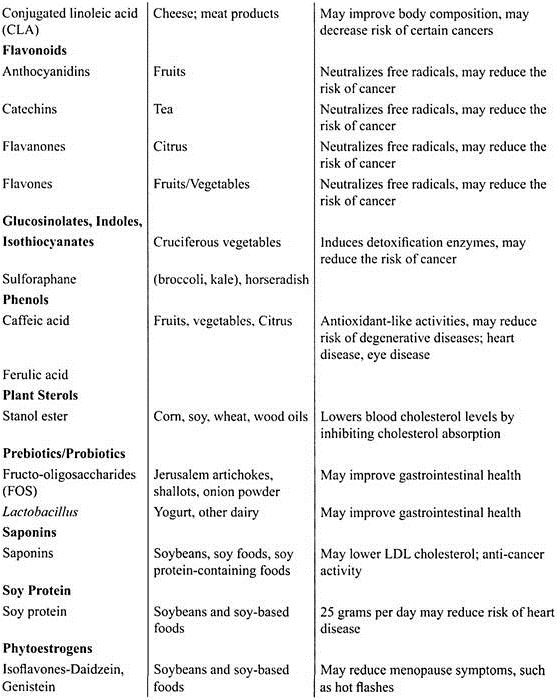 Conjugated linoleic acid Cheese; meat products May improve body composition, may
(CLA) decrease risk of certain cancers
Flavonoids
Anthocyanidins Fruits Neutralizes free radicals, may reduce the
risk of cancer
Catechins Tea Neutralizes free radicals, may reduce the
risk of cancer
Flavanones Citrus Neutralizes free radicals, may reduce the
risk of cancer
Flavones Fruits/Vegetables Neutralizes free radicals, may reduce the
risk of cancer
Glucosinolates, Indoles,
Isothiocyanates Cruciferous vegetables Induces detoxification enzymes, may
reduce the risk of cancer
Sulforaphane (broccoli, kale), horseradish
Phenols
Caffeic acid Fruits, vegetables, Citrus Antioxidant-like activities, may reduce
risk of degenerative diseases; heart
disease, eye disease
Ferulic acid
Plant Sterols
Stanol ester Corn, soy, wheat, wood oils Lowers blood cholesterol levels by
inhibiting cholesterol absorption
Prebiotics/Probiotics
Fructo-oligosaccharides Jerusalem artichokes, May improve gastrointestinal health
(FOS) shallots, onion powder
Lactobacillus Yogurt, other dairy May improve gastrointestinal health
Saponins
Saponins Soybeans, soy foods, soy May lower LDL cholesterol; anti-cancer
protein-containing foods activity
Soy Protein
Soy protein Soybeans and soy-based 25 grams per day may reduce risk of heart
foods disease
Phytoestrogens
Isoflavones-Daidzein, Soybeans and soy-based May reduce menopause symptoms, such
Genistein foods as hot flashes